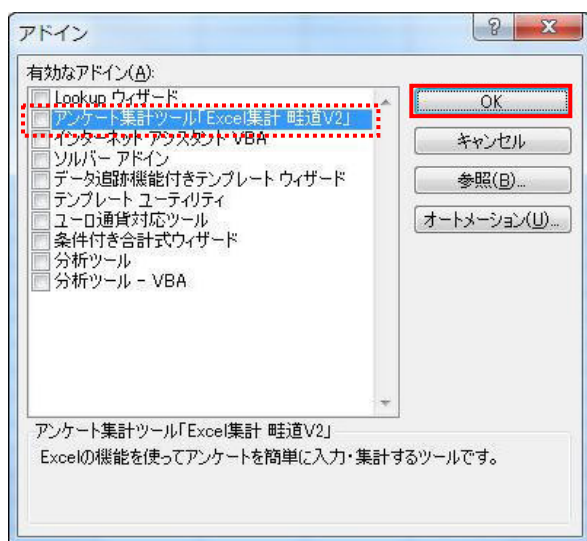 アドイン
有効なアドイン(A):
Lookup ウィザード
アンケート集計ツール「Excel集計 畦道V2」
インターネット アシスタント VBA
ソルバー アドイン
データ追跡機能付きテンプレート ウィザード
テンプレート ユーティリティ
ユーロ通貨対応ツール
条件付き合計式ウィザード
分析ツール
分析ツール - VBA
OK
キャンセル
参照(B)...
オートメーション(U)...
アンケート集計ツール「Excel集計 畦道V2」
Excelの機能を使ってアンケートを簡単に入力・集計するツールです。